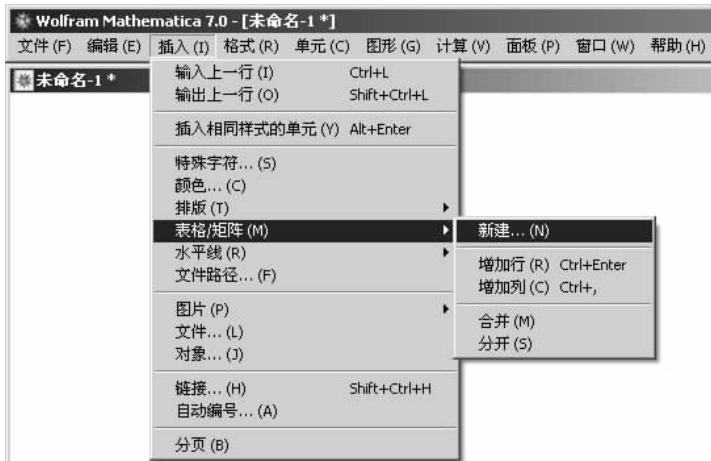 Wolfram Mathematica 7.0 - [未命名-1 *]
文件(F) 编辑(E) 插入(I) 格式(R) 单元(C) 图形(G) 计算(V) 面板(P) 窗口(W) 帮助(H)
未命名-1 *
输入上一行(I) Ctrl+L
输出上一行(O) Shift+Ctrl+L
插入相同样式的单元(Y) Alt+Enter
特殊字符...(S)
颜色...(C)
排版(T)
表格/矩阵(M)
水平线(R)
文件路径...(F)
图片(P)
文件...(L)
对象...(J)
链接...(H) Shift+Ctrl+H
自动编号...(A)
分页(B)
新建...(N)
增加行(R) Ctrl+Enter
增加列(C) Ctrl+,
合并(M)
分开(S)